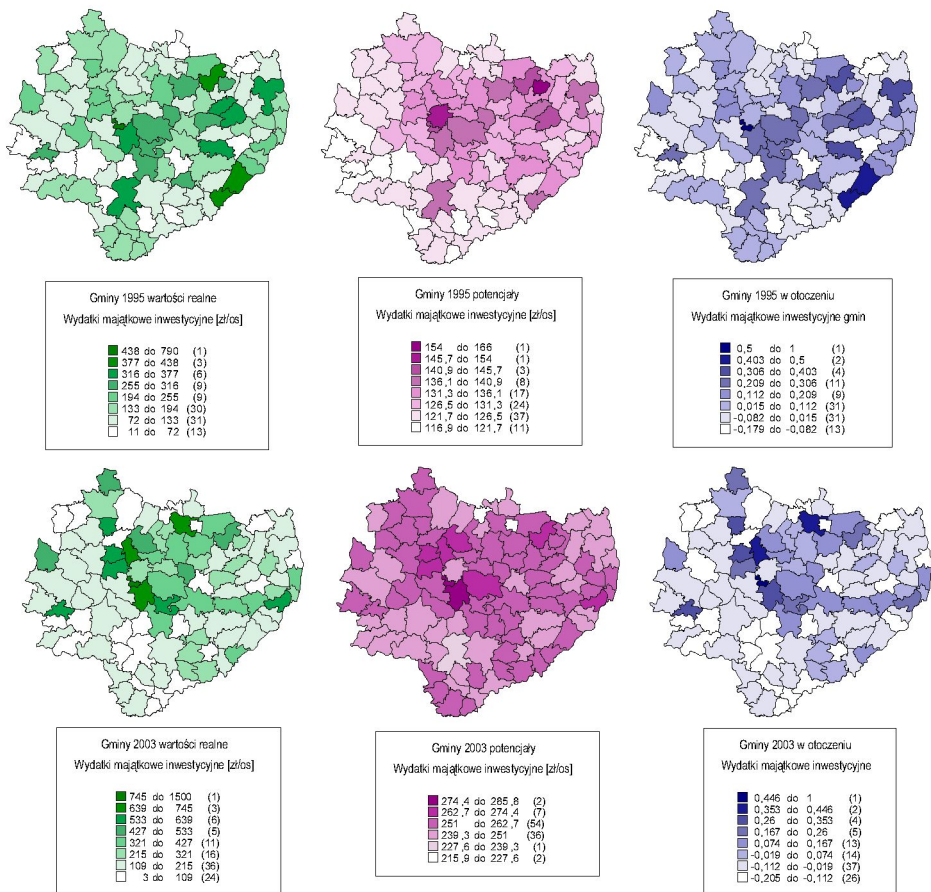 Gminy 1995 wartości realne
Wydatki majątkowe inwestycyjne [zł/os]
438 do 790 (1)
377 do 438 (3)
316 do 377 (6)
255 do 316 (9)
194 do 255 (9)
133 do 194 (30)
72 do 133 (31)
11 do 72 (13)
Gminy 1995 potencjały
Wydatki majątkowe inwestycyjne [zł/os]
154 do 166 (1)
145,7 do 154 (1)
140,9 do 145,7 (3)
136,1 do 140,9 (8)
131,3 do 136,1 (17)
126,5 do 131,3 (24)
121,7 do 126,5 (37)
116,9 do 121,7 (11)
Gminy 1995 w otoczeniu
Wydatki majątkowe inwestycyjne gmin
0,5 do 1 (1)
0,403 do 0,5 (2)
0,306 do 0,403 (4)
0,209 do 0,306 (11)
0,112 do 0,209 (9)
0,015 do 0,112 (31)
-0,082 do 0,015 (31)
-0,179 do -0,082 (13)
Gminy 2003 wartości realne
Wydatki majątkowe inwestycyjne [zł/os]
745 do 1500 (1)
639 do 745 (3)
533 do 639 (6)
427 do 533 (5)
321 do 427 (11)
215 do 321 (16)
109 do 215 (36)
3 do 109 (24)
Gminy 2003 potencjały
Wydatki majątkowe inwestycyjne [zł/os]
274,4 do 285,8 (2)
262,7 do 274,4 (7)
251 do 262,7 (54)
239,3 do 251 (36)
227,6 do 239,3 (1)
215,9 do 227,6 (2)
Gminy 2003 w otoczeniu
Wydatki majątkowe inwestycyjne
0,446 do 1 (1)
0,353 do 0,446 (2)
0,26 do 0,353 (4)
0,167 do 0,26 (5)
0,074 do 0,167 (13)
-0,019 do 0,074 (14)
-0,112 do -0,019 (37)
-0,205 do -0,112 (26)